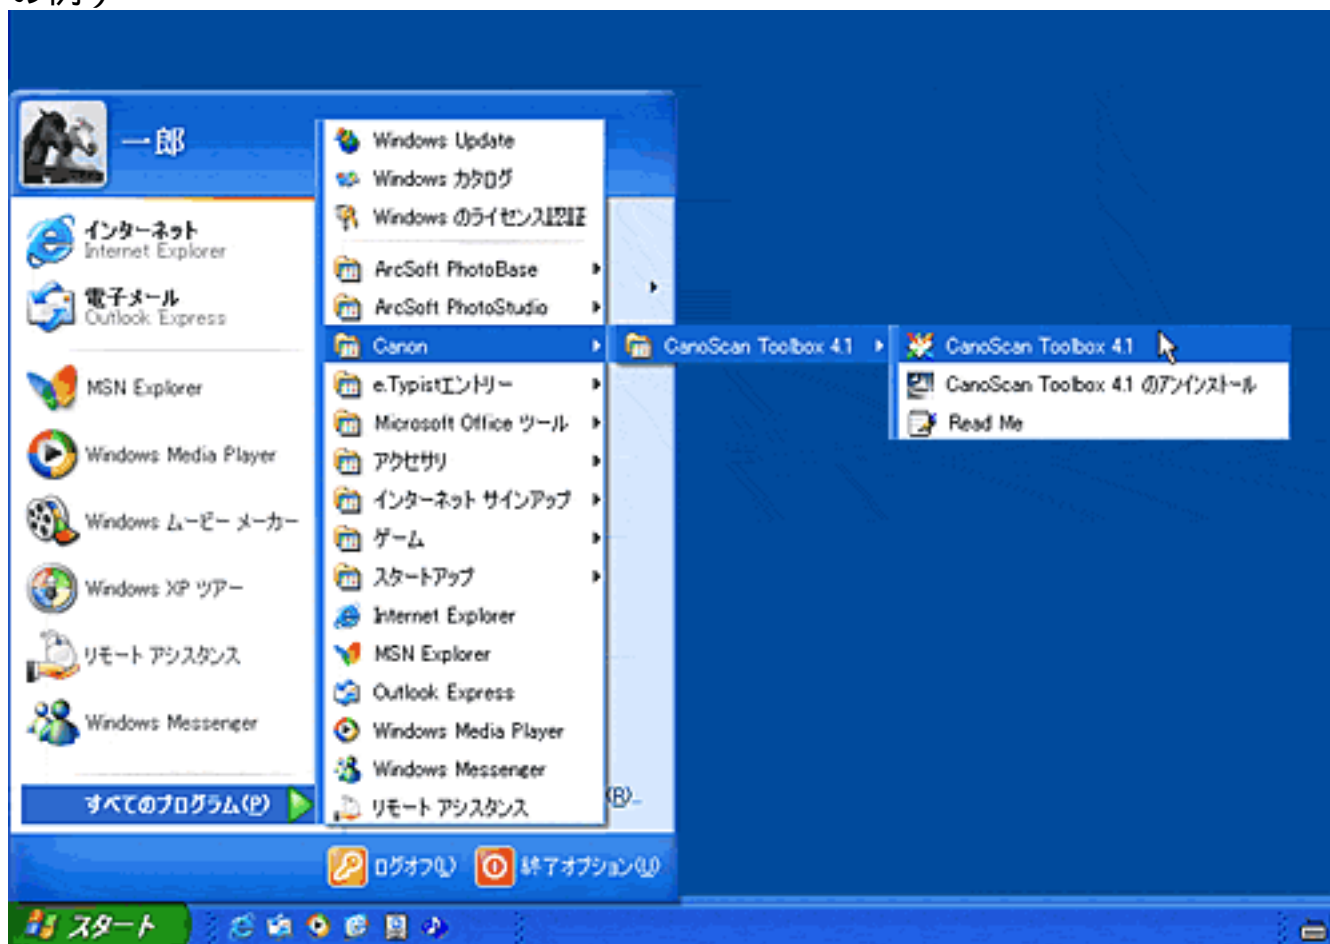 一郎
インターネット
Internet Explorer
電子メール
Outlook Express
MSN Explorer
Windows Media Player
Windows ムービー メーカー
Windows XP ツアー
リモート アシスタンス
Windows Messenger
すべてのプログラム(P)
Windows Update
Windows カタログ
Windows のライセンス認証
ArcSoft PhotoBase
ArcSoft PhotoStudio
Canon
e.Typistエントリー
Microsoft Office ツール
アクセサリ
インターネット サインアップ
ゲーム
スタートアップ
Internet Explorer
MSN Explorer
Outlook Express
Windows Media Player
Windows Messenger
リモート アシスタンス
CanoScan Toolbox 4.1
CanoScan Toolbox 4.1
CanoScan Toolbox 4.1 のアンインストール
Read Me
(R)...
ログオフ(L)
終了オプション(U)
スタート